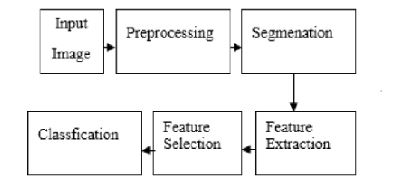 Input
Image
Preprocessing
Segmenation
Feature
Extraction
Feature
Selection
Classfication